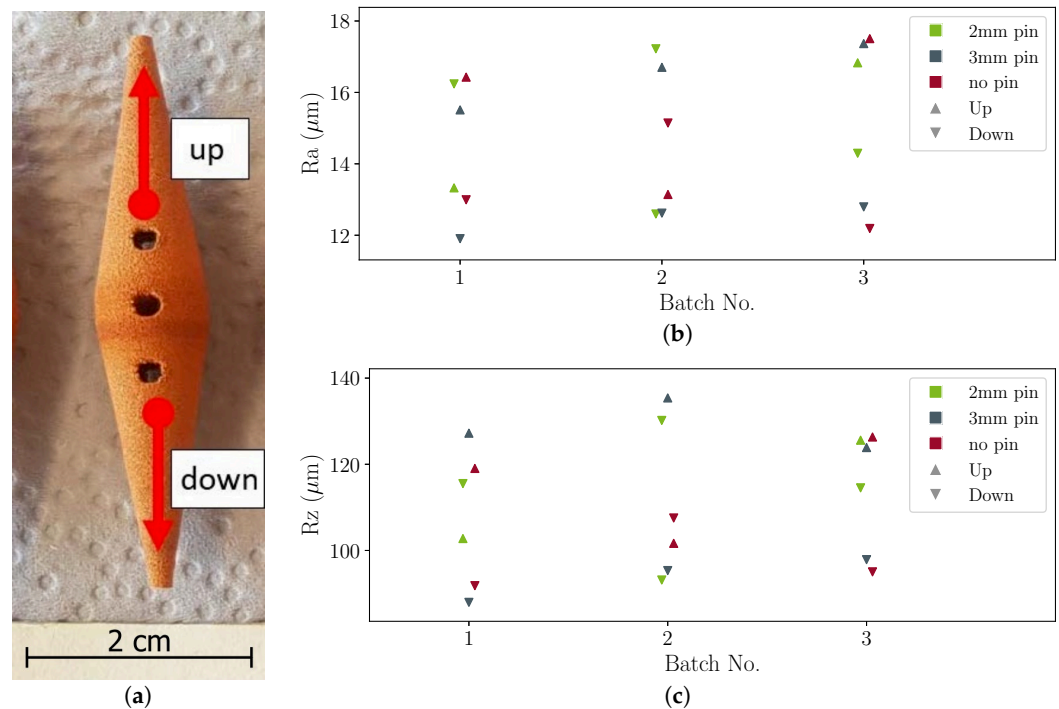 up
down
2 cm
(a)
18
16
14
12
Ra (μm)
2mm pin
3mm pin
no pin
Up
Down
1
2
3
Batch No.
(b)
140
120
100
Rz (μm)
2mm pin
3mm pin
no pin
Up
Down
1
2
3
Batch No.
(c)